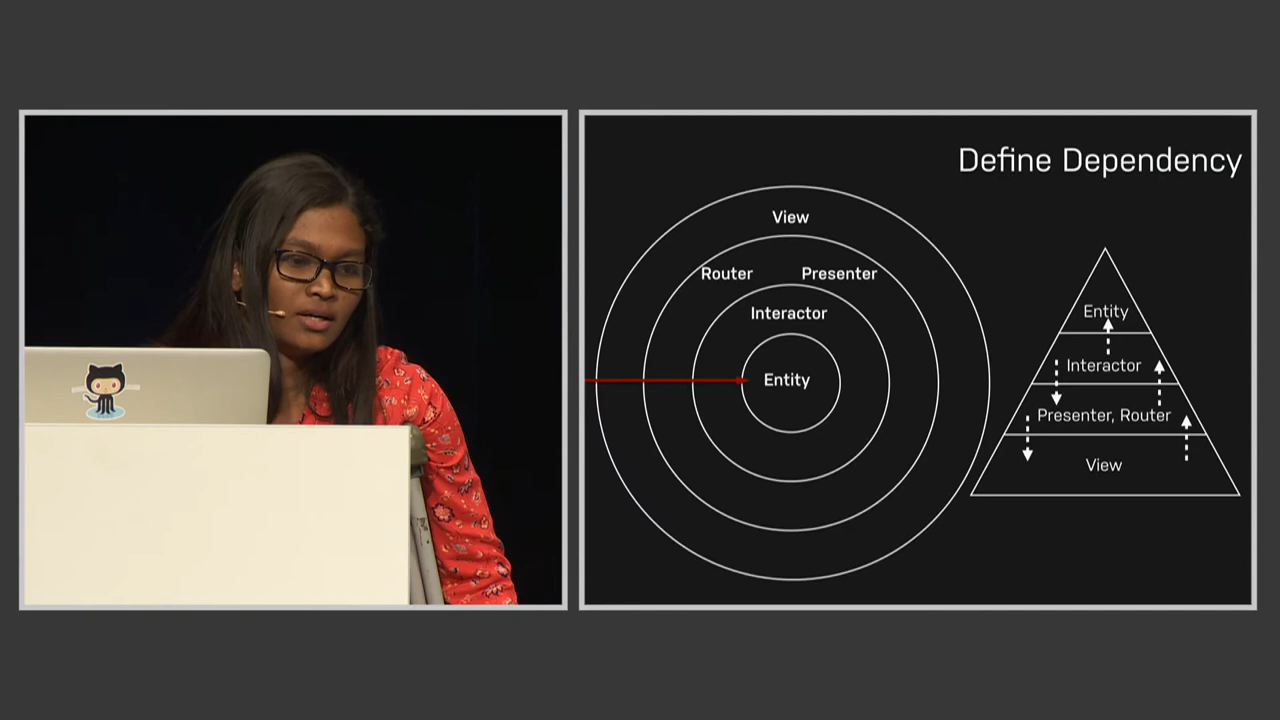 Define Dependency
View
Router Presenter
Interactor
Entity
Entity
Interactor
Presenter, Router
View